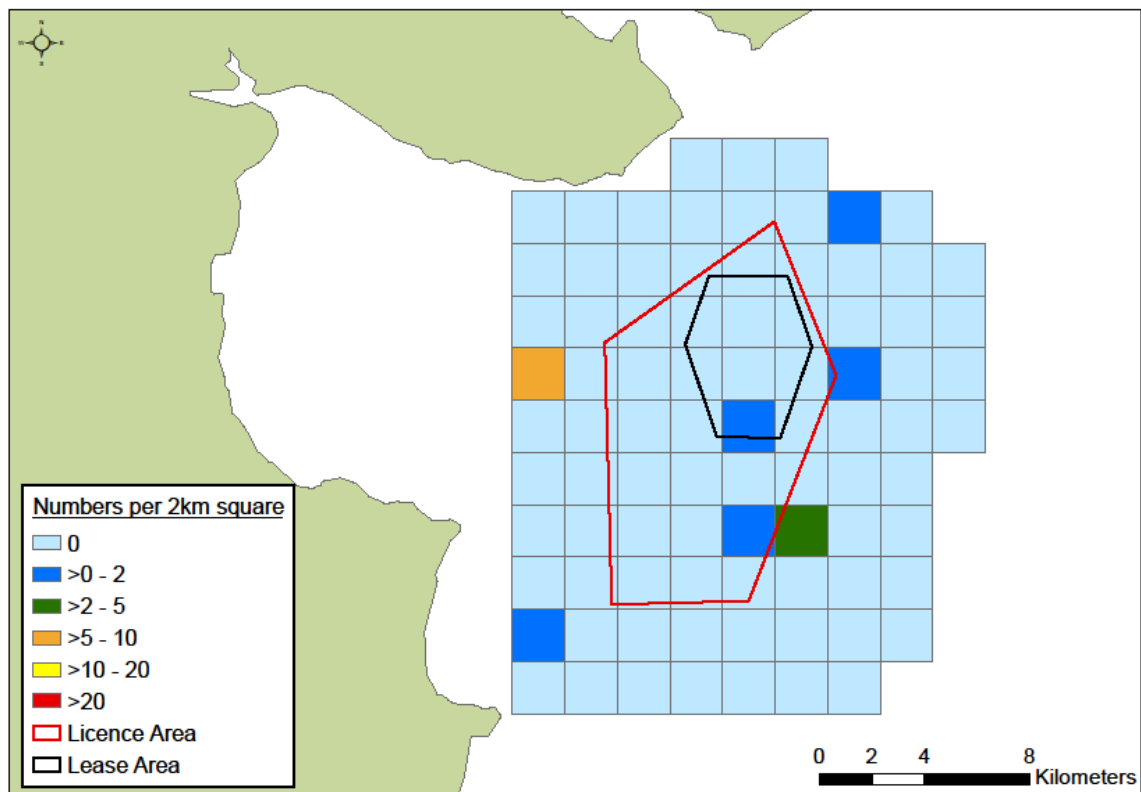 N
E
S
Numbers per 2km square
0
>0 - 2
>2 - 5
>5 - 10
>10 - 20
>20
Licence Area
Lease Area
0 2 4 8
Kilometers